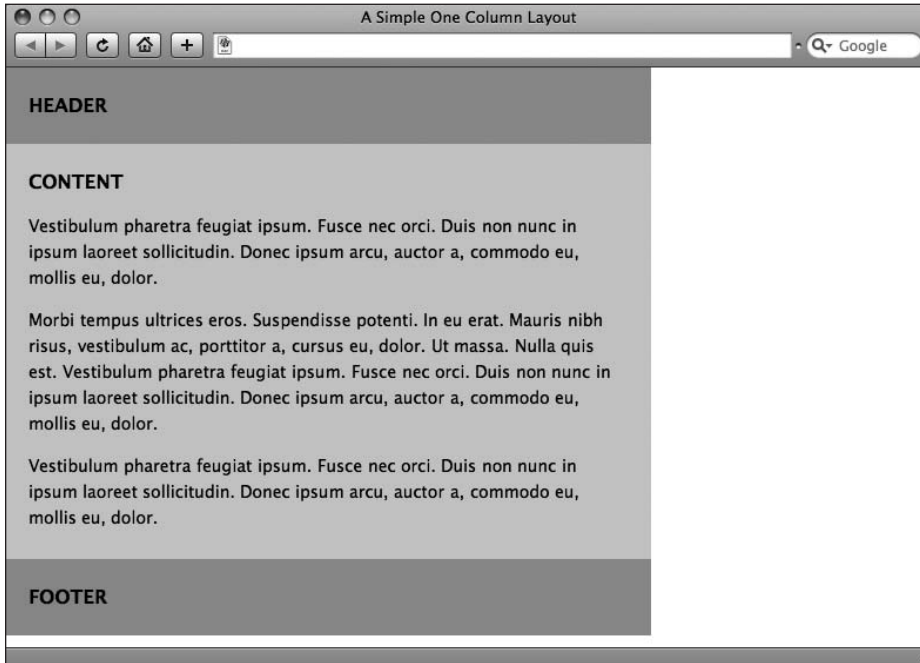 A Simple One Column Layout
Google
HEADER
CONTENT
Vestibulum pharetra feugiat ipsum. Fusce nec orci. Duis non nunc in
ipsum laoreet sollicitudin. Donec ipsum arcu, auctor a, commodo eu,
mollis eu, dolor.
Morbi tempus ultrices eros. Suspendisse potenti. In eu erat. Mauris nibh
risus, vestibulum ac, porttitor a, cursus eu, dolor. Ut massa. Nulla quis
est. Vestibulum pharetra feugiat ipsum. Fusce nec orci. Duis non nunc in
ipsum laoreet sollicitudin. Donec ipsum arcu, auctor a, commodo eu,
mollis eu, dolor.
Vestibulum pharetra feugiat ipsum. Fusce nec orci. Duis non nunc in
ipsum laoreet sollicitudin. Donec ipsum arcu, auctor a, commodo eu,
mollis eu, dolor.
FOOTER